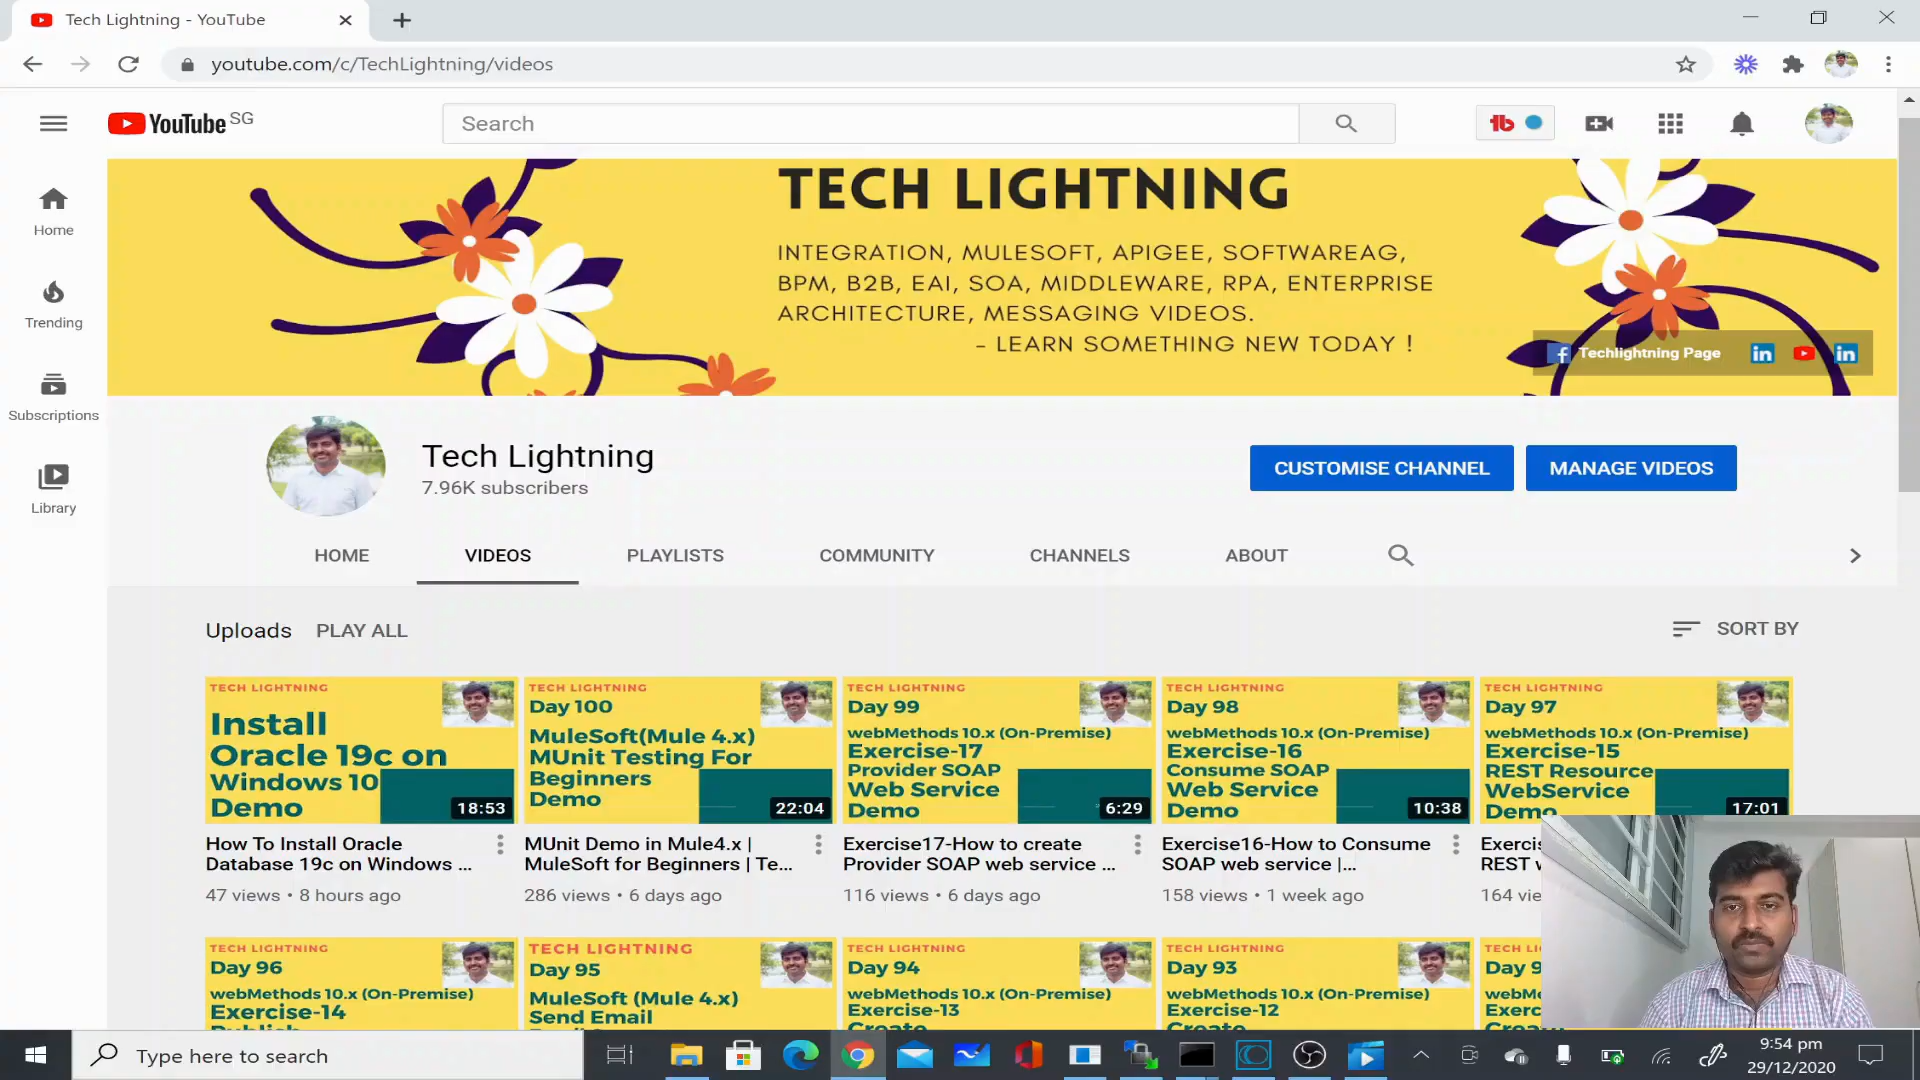 Tech Lightning - YouTube
youtube.com/c/TechLightning/videos
YouTube SG
Search
Home
Trending
Subscriptions
Library
TECH LIGHTNING
INTEGRATION, MULESOFT, APIGEE, SOFTWAREAG,
BPM, B2B, EAI, SOA, MIDDLEWARE, RPA, ENTERPRISE
ARCHITECTURE, MESSAGING VIDEOS.
- LEARN SOMETHING NEW TODAY !
Techlightning Page
Tech Lightning
7.96K subscribers
CUSTOMISE CHANNEL
MANAGE VIDEOS
HOME VIDEOS PLAYLISTS COMMUNITY CHANNELS ABOUT
Uploads PLAY ALL
SORT BY
TECH LIGHTNING
Install
Oracle 19c on
Windows 10
Demo
18:53
How To Install Oracle
Database 19c on Windows ...
47 views • 8 hours ago
TECH LIGHTNING
Day 100
MuleSoft(Mule 4.x)
MUnit Testing For
Beginners
Demo
22:04
MUnit Demo in Mule4.x |
MuleSoft for Beginners | Te...
286 views • 6 days ago
TECH LIGHTNING
Day 99
webMethods 10.x (On-Premise)
Exercise-17
Provider SOAP
Web Service
Demo
6:29
Exercise17-How to create
Provider SOAP web service ...
116 views • 6 days ago
TECH LIGHTNING
Day 98
webMethods 10.x (On-Premise)
Exercise-16
Consume SOAP
Web Service
Demo
10:38
Exercise16-How to Consume
SOAP web service |...
158 views • 1 week ago
TECH LIGHTNING
Day 97
webMethods 10.x (On-Premise)
Exercise-15
REST Resource
WebService
Demo
17:01
REST
164
TECH LIGHTNING
Day 96
webMethods 10.x (On-Premise)
Exercise-14
Publish
TECH LIGHTNING
Day 95
MuleSoft (Mule 4.x)
Send Email
TECH LIGHTNING
Day 94
webMethods 10.x (On-Premise)
Exercise-13
Create
TECH LIGHTNING
Day 93
webMethods 10.x (On-Premise)
Exercise-12
Create
TECH
Day
Type here to search
9:54 pm
29/12/2020